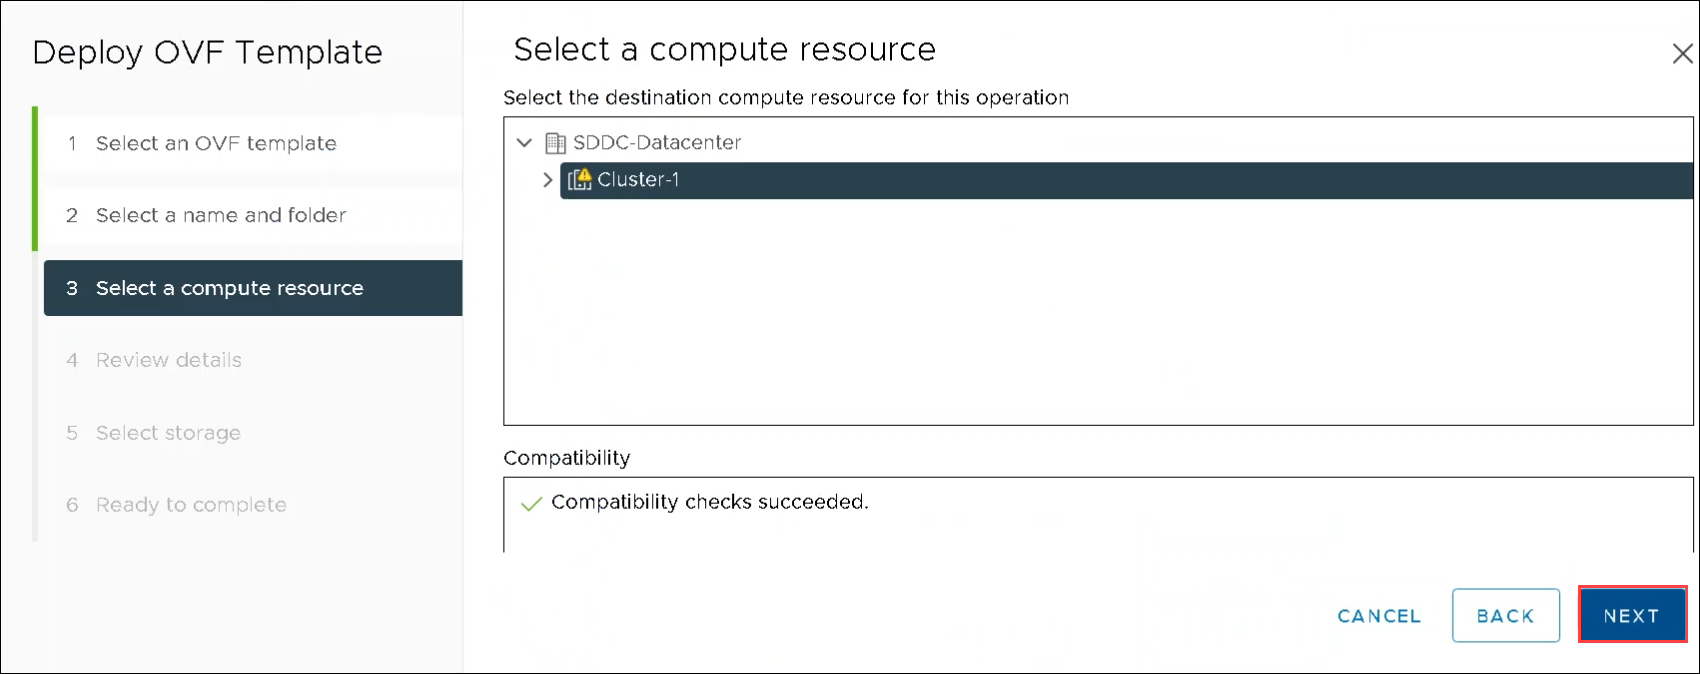 Deploy OVF Template
1 Select an OVF template
2 Select a name and folder
3 Select a compute resource
4 Review details
5 Select storage
6 Ready to complete
Select a compute resource
Select the destination compute resource for this operation
SDDC-Datacenter
Cluster-1
Compatibility
Compatibility checks succeeded.
CANCEL
BACK
NEXT